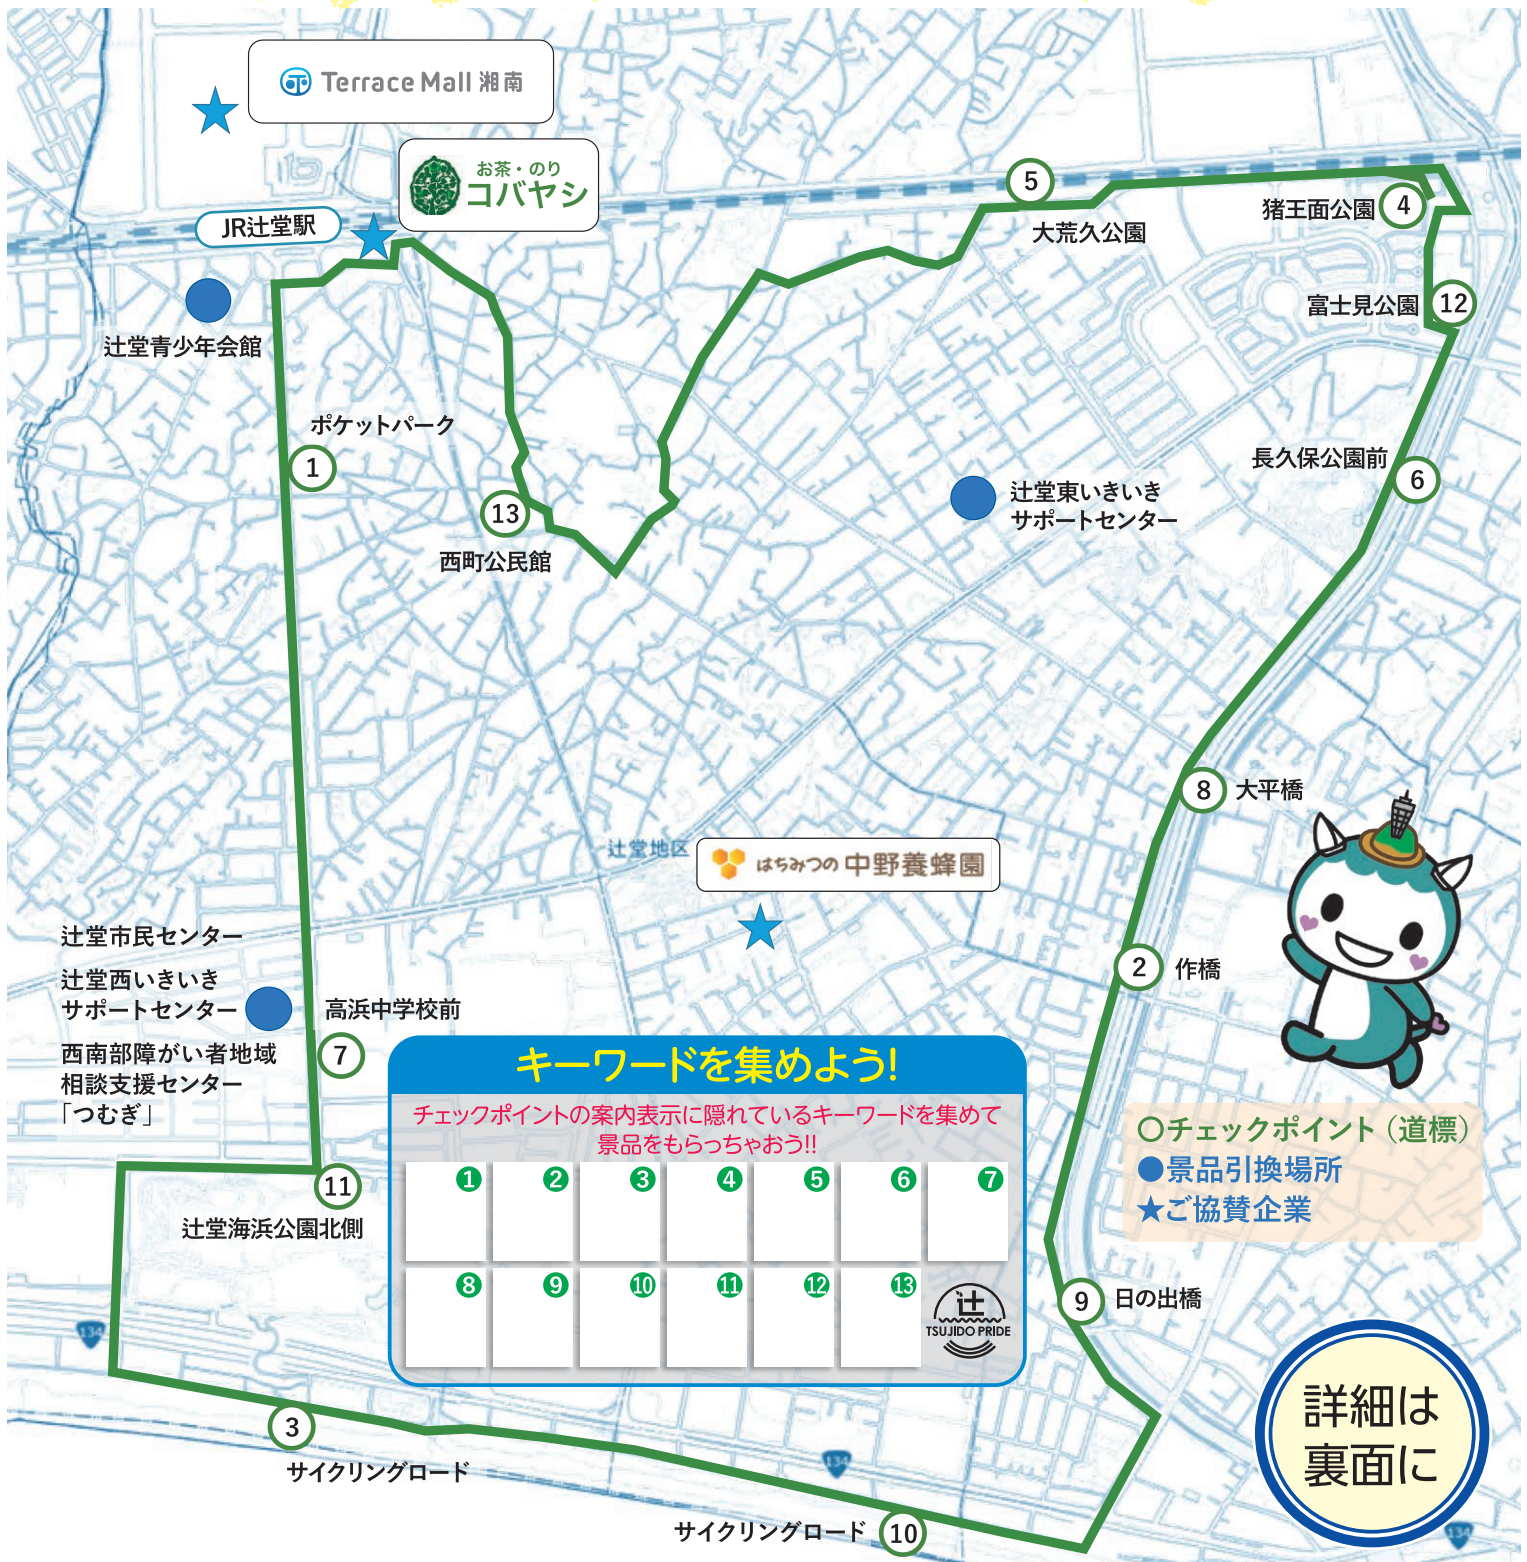 Terrace Mall 湘南
お茶・のり
コバヤシ
JR辻堂駅
辻堂青少年会館
5
大荒久公園
猪王面公園
4
富士見公園
12
ポケットパーク
1
長久保公園前
6
13
西町公民館
辻堂東いきいき
サポートセンター
8
大平橋
辻堂地区
はちみつの 中野養蜂園
辻堂市民センター
辻堂西いきいき
サポートセンター
西南部障がい者地域
相談支援センター
「つむぎ」
高浜中学校前
7
2
作橋
11
辻堂海浜公園北側
キーワードを集めよう!
チェックポイントの案内表示に隠れているキーワードを集めて
景品をもらっちゃおう!!
1 2 3 4 5 6 7
8 9 10 11 12 13
辻
TSUJIDO PRIDE
○チェックポイント（道標）
●景品引換場所
★ご協賛企業
9
日の出橋
134
3
サイクリングロード
134
サイクリングロード
10
134
詳細は
裏面に